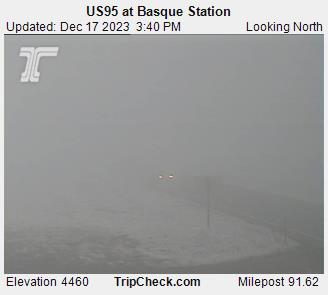 US95 at Basque Station
Updated: Dec 17 2023 3:40 PM Looking North
Elevation 4460 TripCheck.com Milepost 91.62